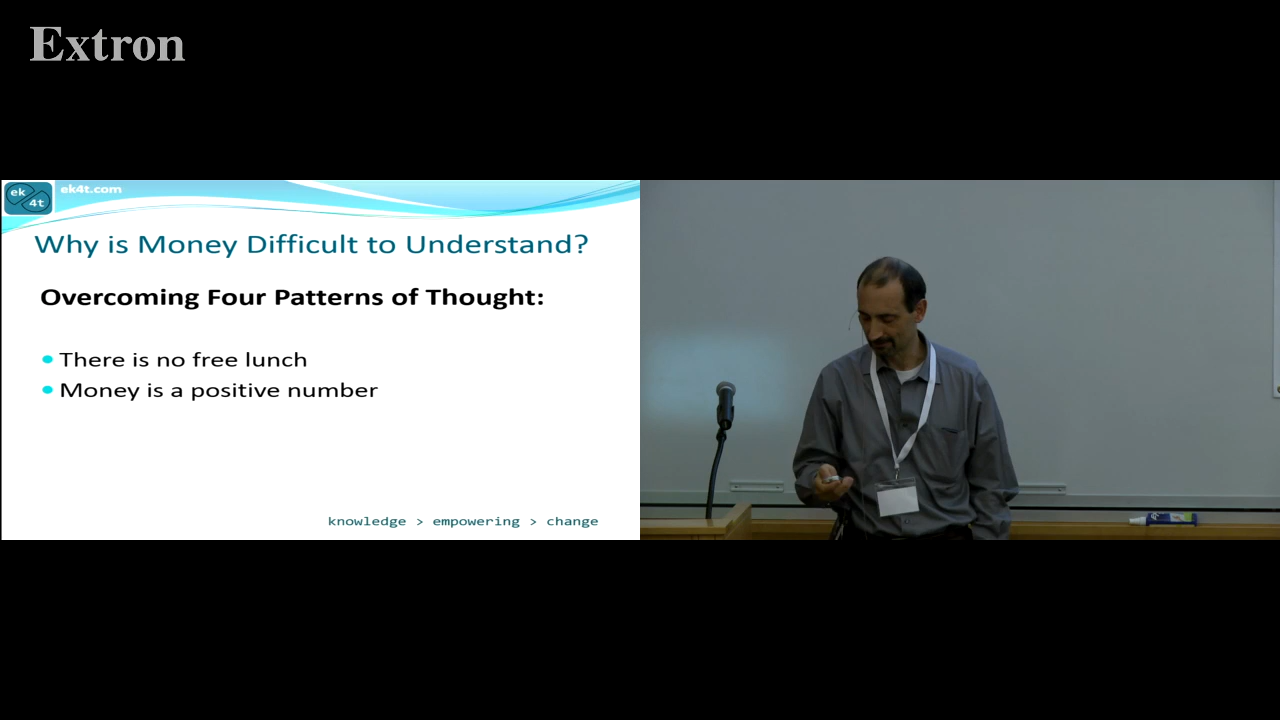 Extron
ek
4t
ek4t.com
Why is Money Difficult to Understand?
Overcoming Four Patterns of Thought:
There is no free lunch
Money is a positive number
knowledge > empowering > change